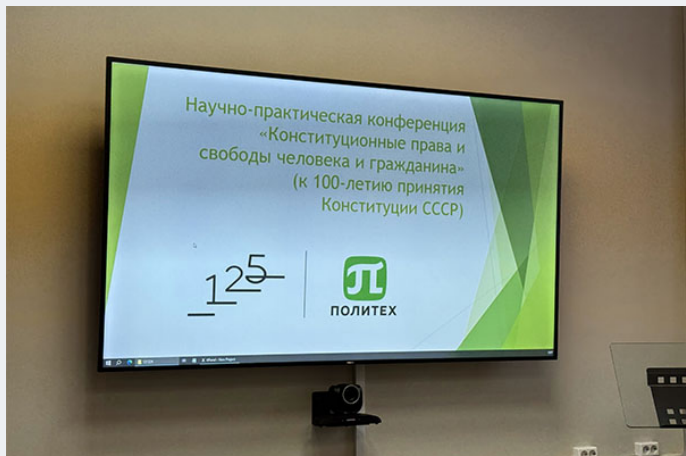 Научно-практическая конференция
«Конституционные права и
свободы человека и гражданина»
(к 100-летию принятия
Конституции СССР)
125
ПОЛИТЕХ